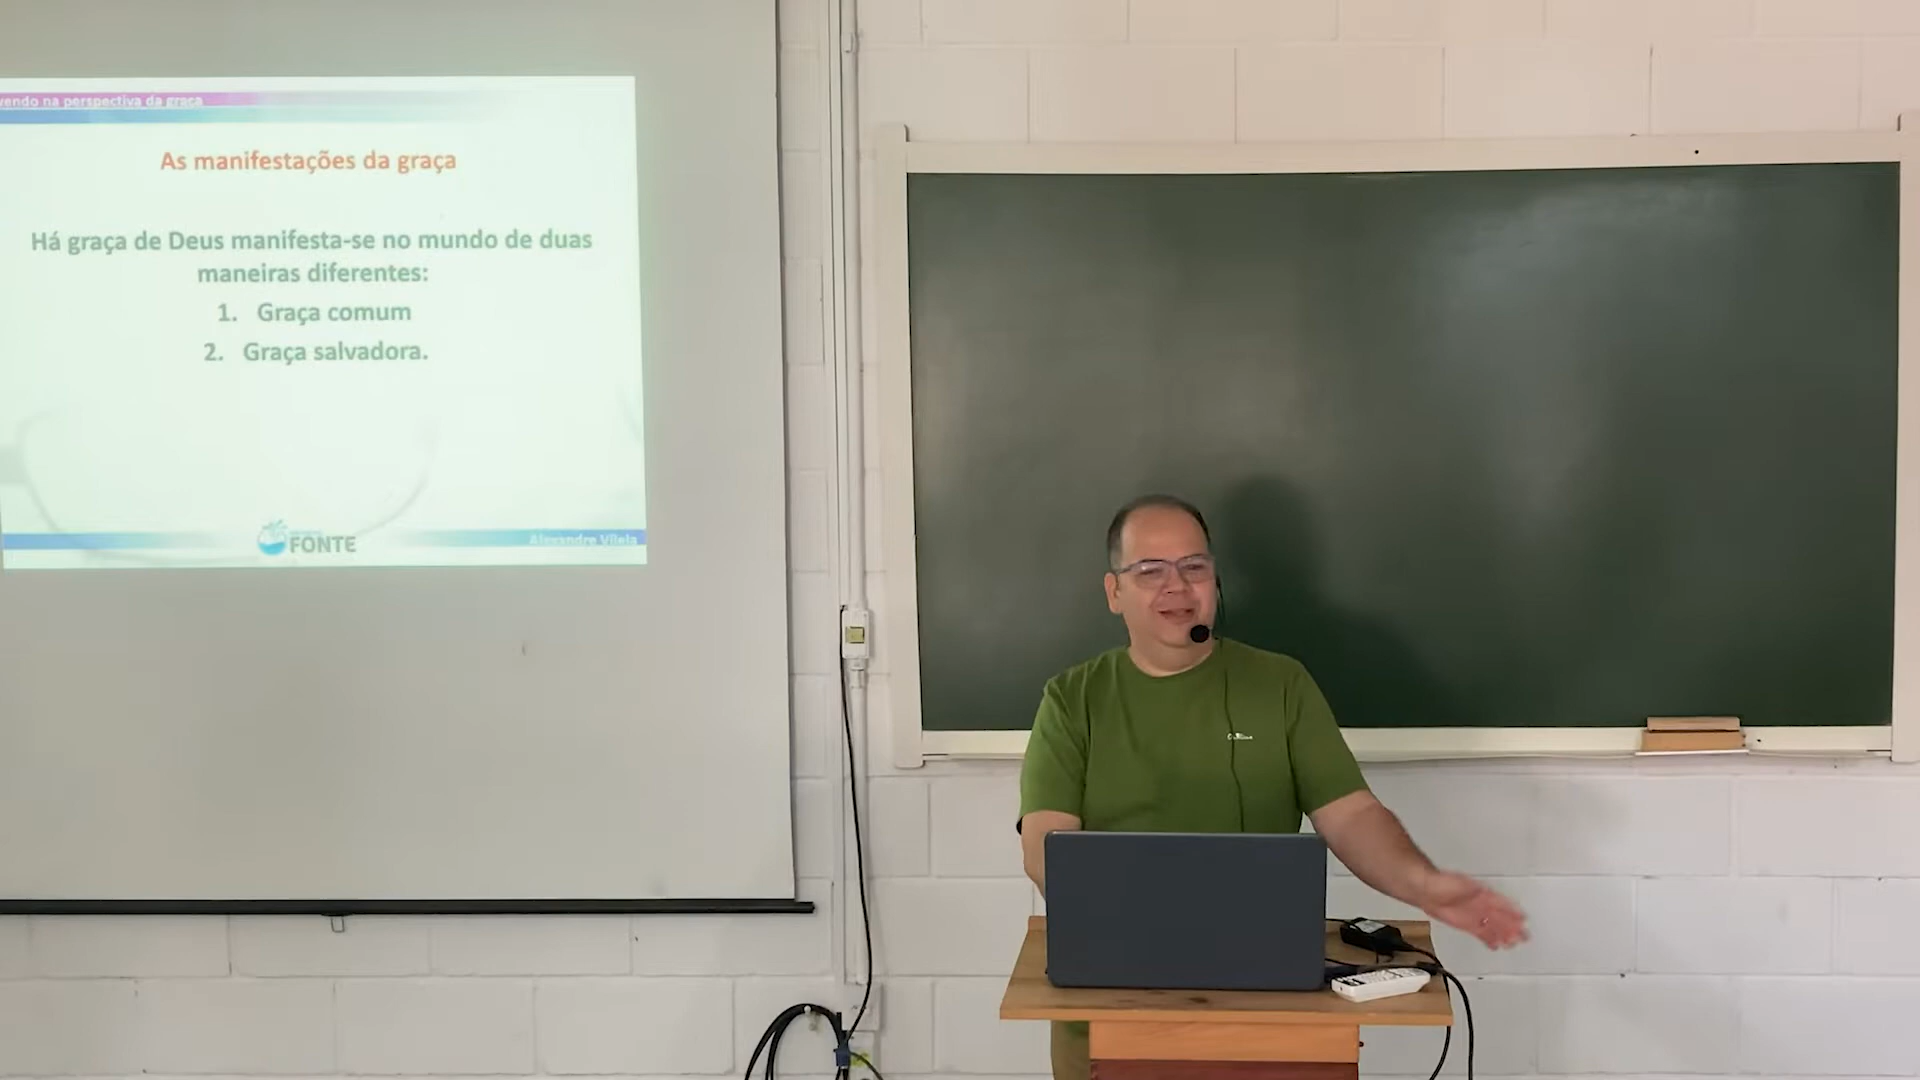 vendo na perspectiva da graça
As manifestações da graça
Há graça de Deus manifesta-se no mundo de duas
maneiras diferentes:
1. Graça comum
2. Graça salvadora.
FONTE
Alexandre Vilela